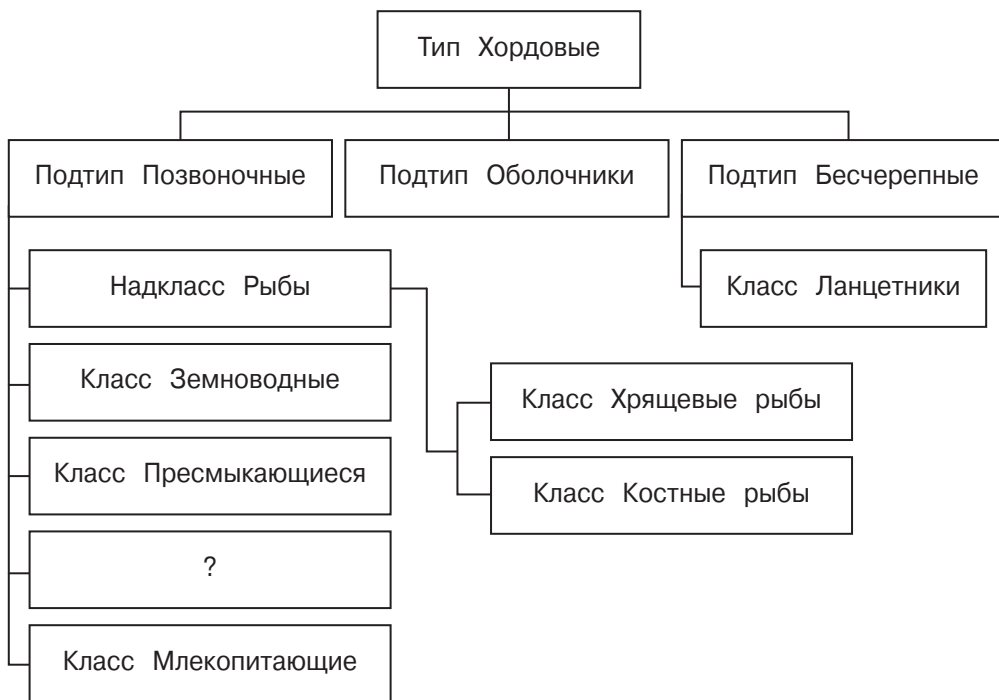 Тип Хордовые
Подтип Позвоночные
Подтип Оболочники
Подтип Бесчерепные
Надкласс Рыбы
Класс Ланцетники
Класс Земноводные
Класс Хрящевые рыбы
Класс Пресмыкающиеся
Класс Костные рыбы
?
Класс Млекопитающие